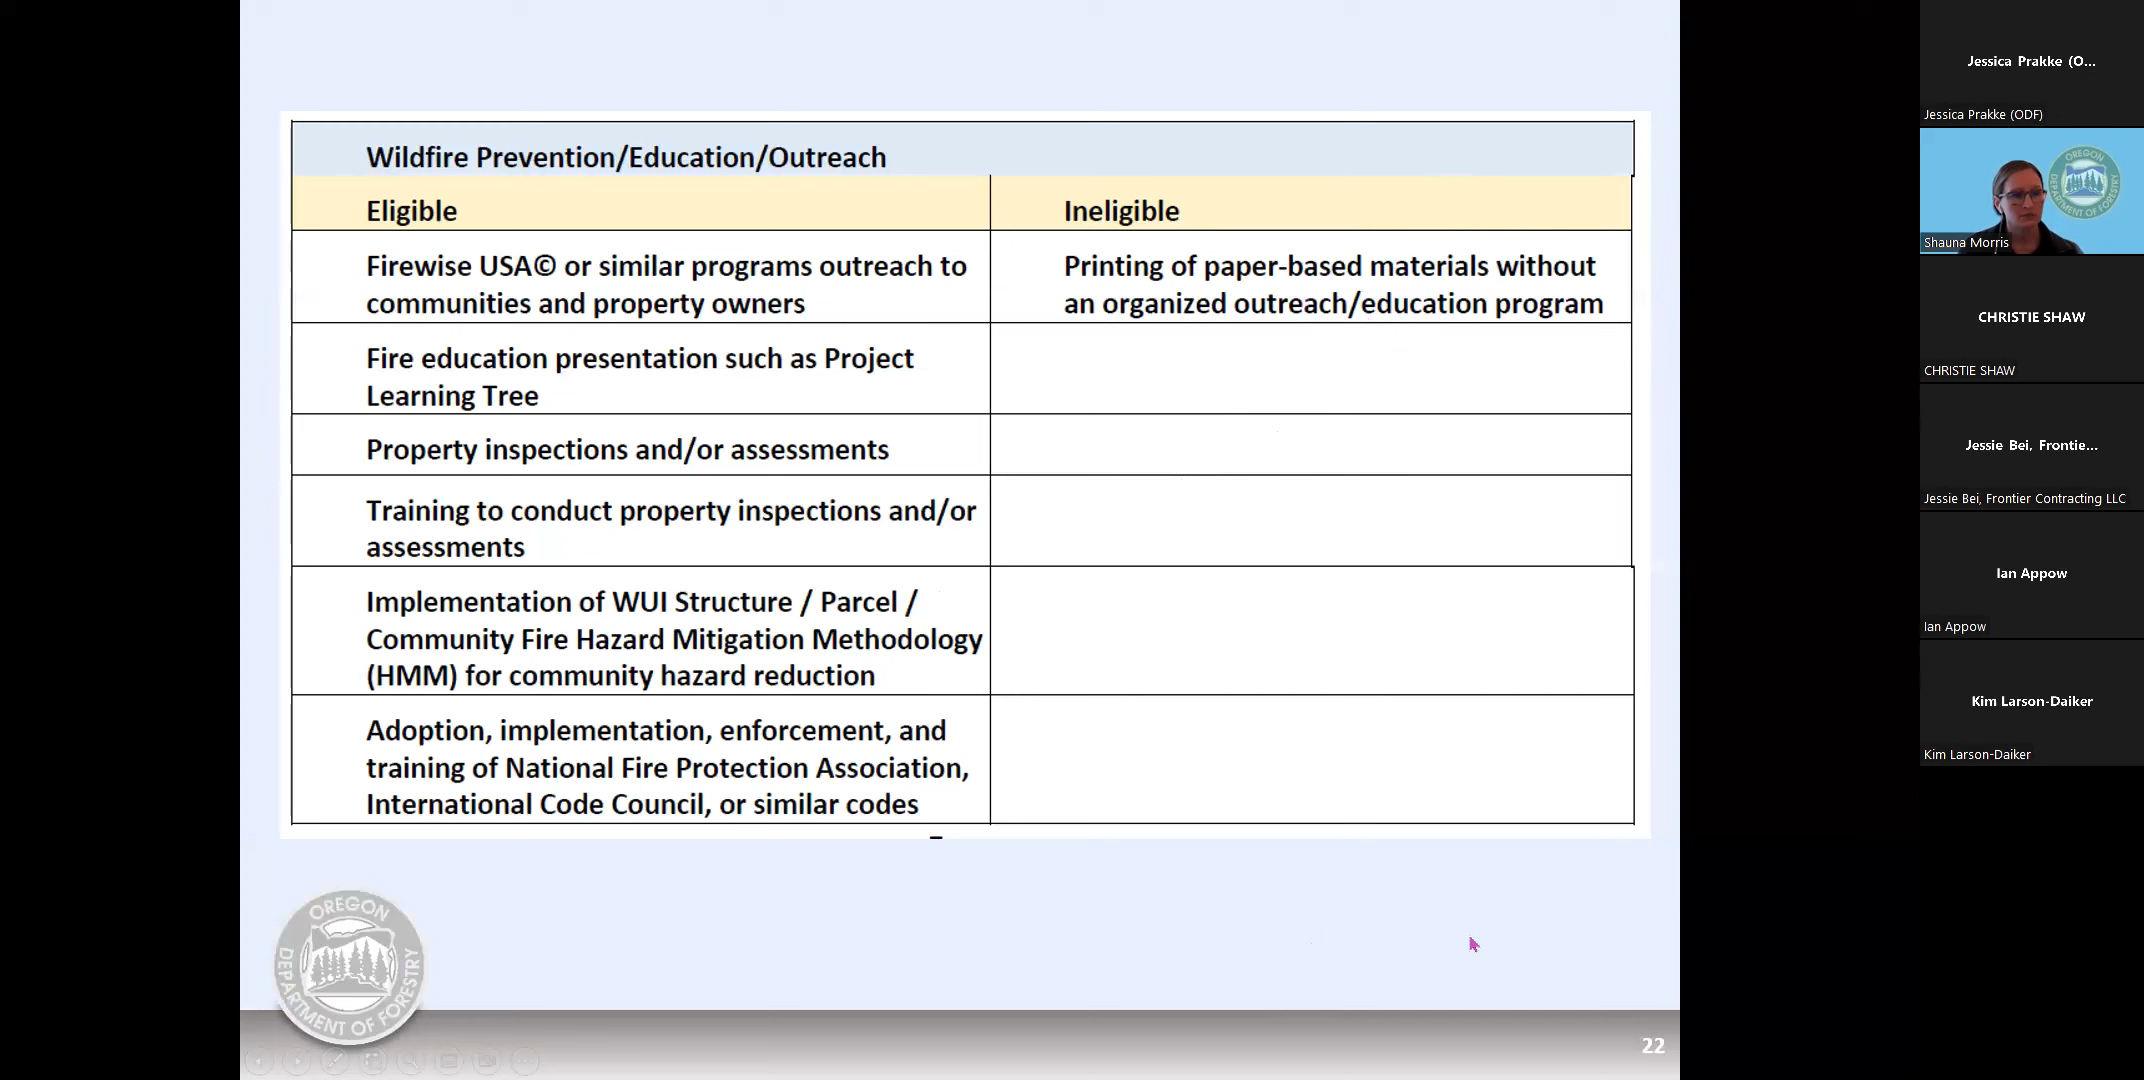 Wildfire Prevention/Education/Outreach
Eligible
Ineligible
Firewise USA© or similar programs outreach to
communities and property owners
Printing of paper-based materials without
an organized outreach/education program
Fire education presentation such as Project
Learning Tree
Property inspections and/or assessments
Training to conduct property inspections and/or
assessments
Implementation of WUI Structure / Parcel /
Community Fire Hazard Mitigation Methodology
(HMM) for community hazard reduction
Adoption, implementation, enforcement, and
training of National Fire Protection Association,
International Code Council, or similar codes
OREGON
DEPARTMENT OF FORESTRY
22
Jessica Prakke (O...
Jessica Prakke (ODF)
OREGON
DEPARTMENT OF FORESTRY
Shauna Morris
CHRISTIE SHAW
CHRISTIE SHAW
Jessie Bei, Frontie...
Jessie Bei, Frontier Contracting LLC
Ian Appow
Ian Appow
Kim Larson-Daiker
Kim Larson-Daiker